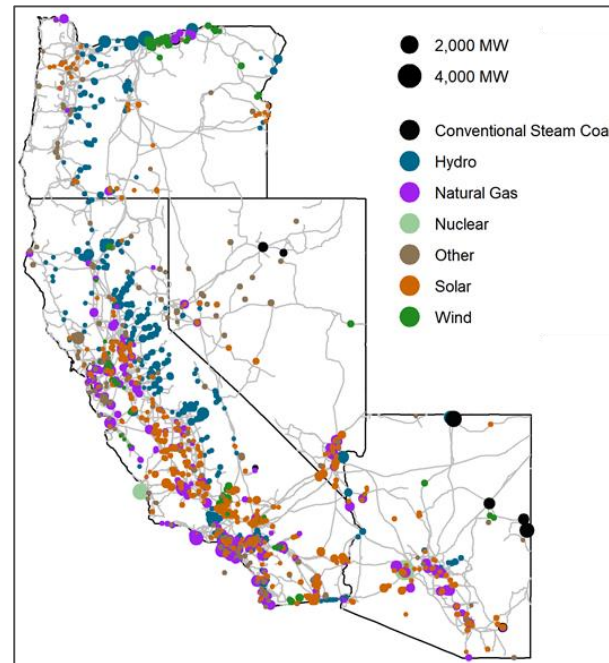 2,000 MW
4,000 MW
Conventional Steam Coa
Hydro
Natural Gas
Nuclear
Other
Solar
Wind